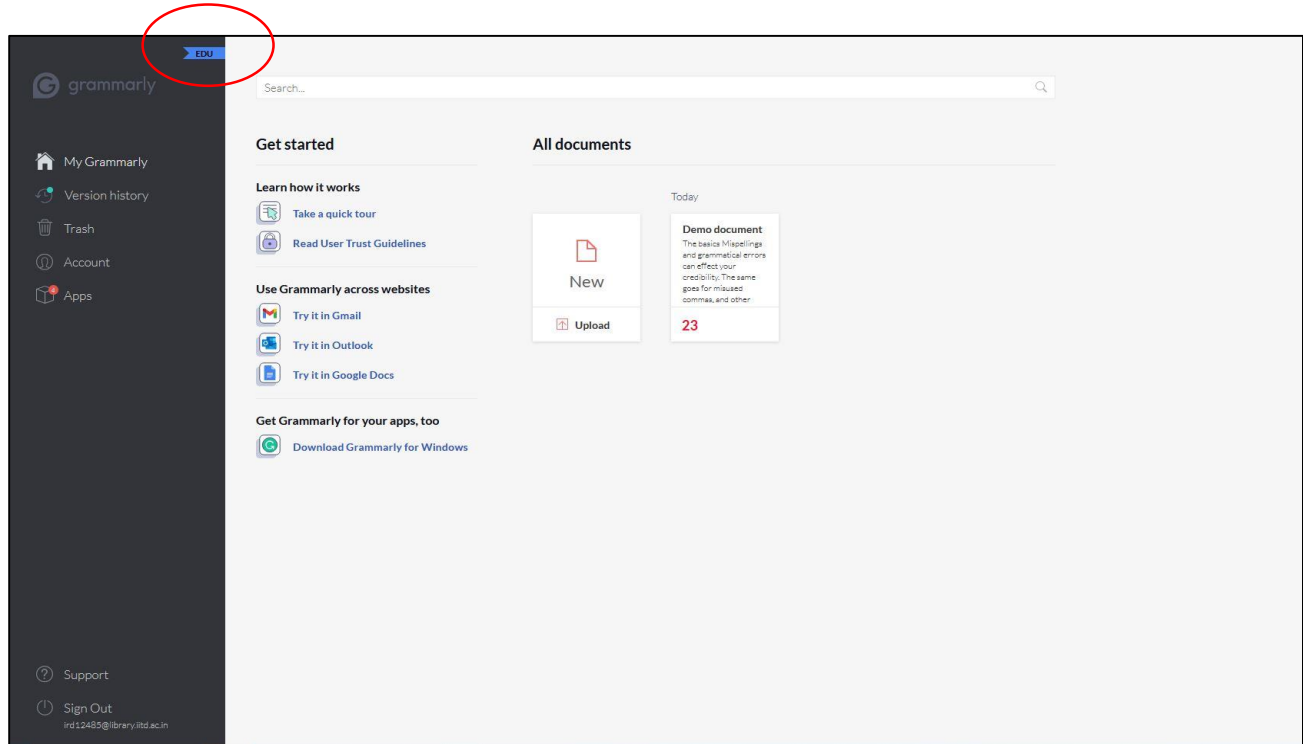 EDU
grammarly
My Grammarly
Version history
Trash
Account
4
Apps
Support
Sign Out
ird12485@library.iitd.ac.in
Search...
Get started
Learn how it works
Take a quick tour
Read User Trust Guidelines
Use Grammarly across websites
Try it in Gmail
Try it in Outlook
Try it in Google Docs
Get Grammarly for your apps, too
Download Grammarly for Windows
All documents
New
Upload
Today
Demo document
The basics Mispellings
and grammatical errors
can effect your
credibility. The same
goes for misused
commas, and other
23